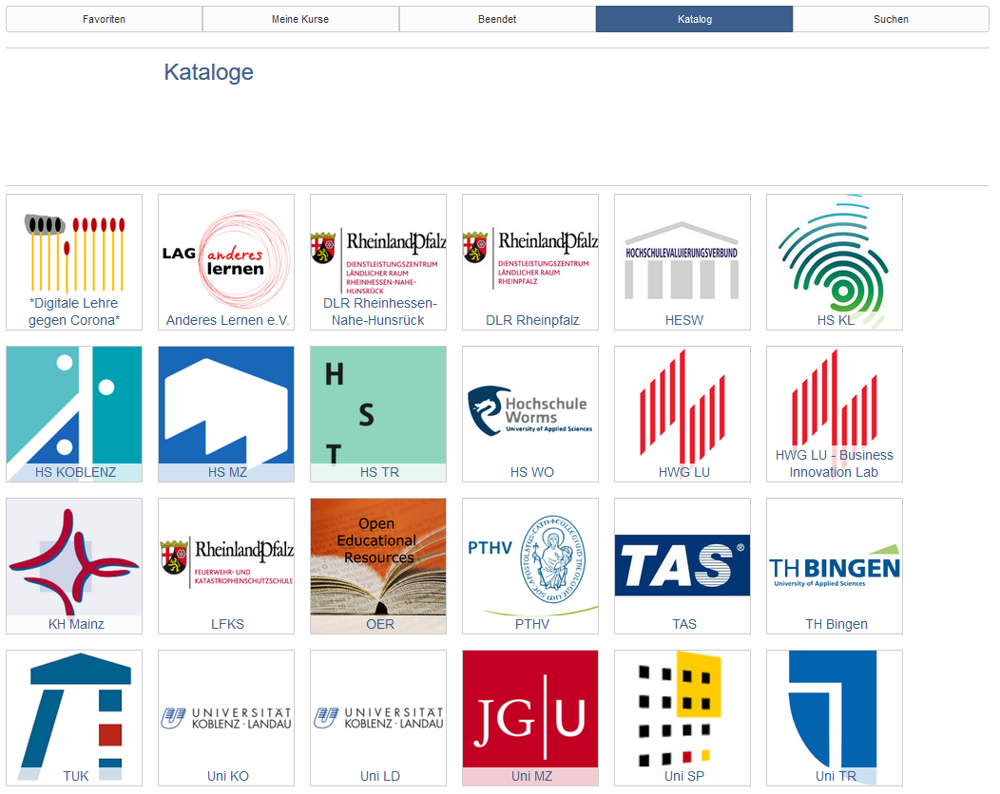 Favoriten
Meine Kurse
Beendet
Katalog
Suchen
Kataloge
*Digitale Lehre
gegen Corona*
LAG anderes
lernen
Anderes Lernen e.V.
RheinlandPfalz
DIENSTLEISTUNGSZENTRUM
LÄNDLICHER RAUM
RHEINHESSEN-NAHE-
HUNSRÜCK
DLR Rheinhessen-
Nahe-Hunsrück
RheinlandPfalz
DIENSTLEISTUNGSZENTRUM
LÄNDLICHER RAUM
RHEINPFALZ
DLR Rheinpfalz
HOCHSCHULEVALUIERUNGSVERBUND
HESW
HS KL
HS KOBLENZ
HS MZ
H
S
T
HS TR
Hochschule
Worms
University of Applied Sciences
HS WO
HWG LU
HWG LU - Business
Innovation Lab
KH Mainz
RheinlandPfalz
FEUERWEHR- UND
KATASTROPHENSCHUTZSCHULE
LFKS
Open
Educational
Resources
OER
PTHV
PTHV
TAS®
TAS
TH BINGEN
University of Applied Sciences
TH Bingen
TUK
UNIVERSITÄT
KOBLENZ · LANDAU
Uni KO
UNIVERSITÄT
KOBLENZ · LANDAU
Uni LD
JG|U
Uni MZ
Uni SP
Uni TR